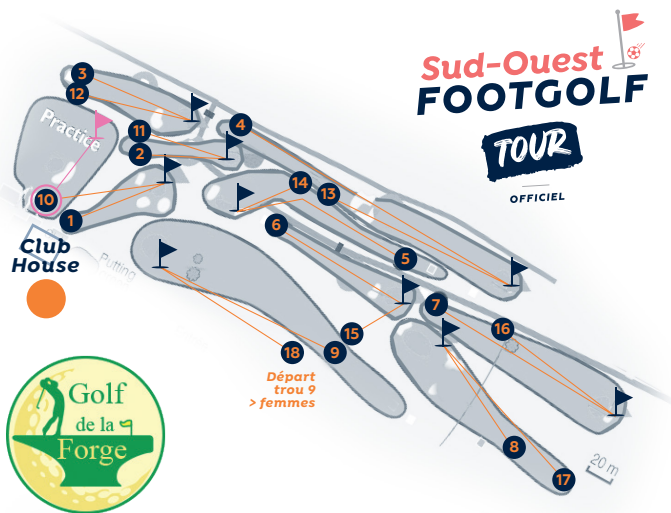 Sud-Ouest
FOOTGOLF
TOUR
OFFICIEL
3
12
Practice
11
4
2
10
1
14
13
6
5
Club
House
Putting
7
16
15
18
9
Départ
trou 9
> femmes
8
17
20 m
Golf
de la
Forge